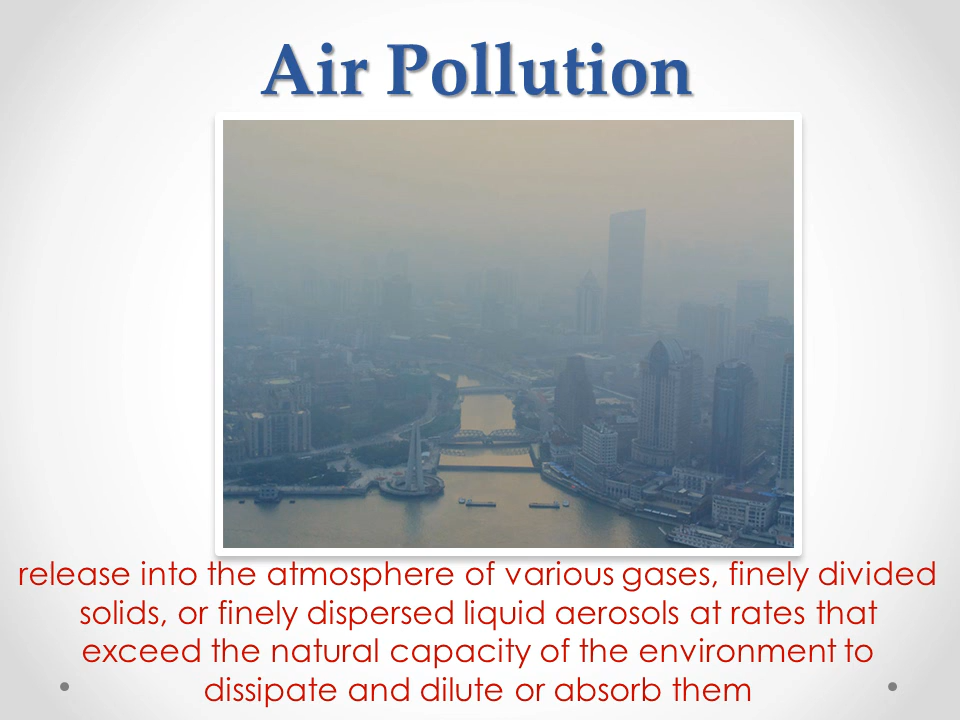 Air Pollution
release into the atmosphere of various gases, finely divided
solids, or finely dispersed liquid aerosols at rates that
exceed the natural capacity of the environment to
dissipate and dilute or absorb them